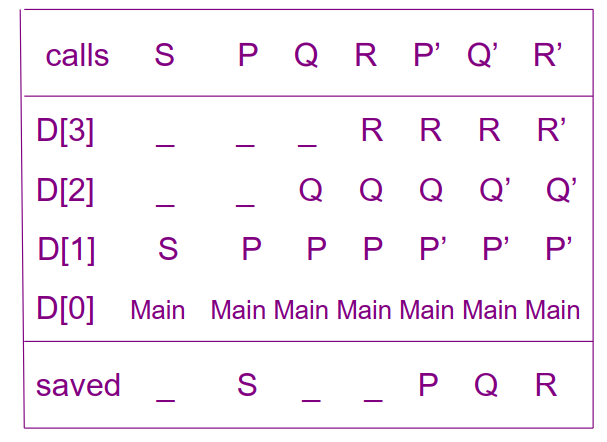 calls S P Q R P’ Q’ R’
D[3] _ _ _ R R R R’
D[2] _ _ Q Q Q Q’ Q’
D[1] S P P P P’ P’ P’
D[0] Main Main Main Main Main Main Main
saved _ S _ _ P Q R